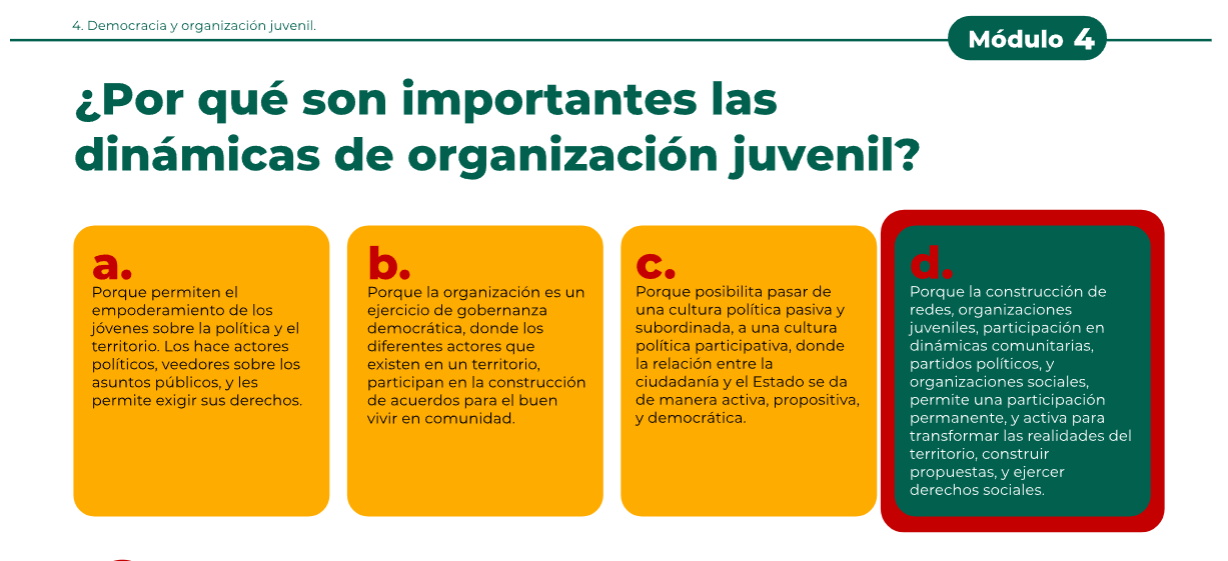 4. Democracia y organización juvenil.
Módulo 4
¿Por qué son importantes las
dinámicas de organización juvenil?
a.
Porque permiten el
empoderamiento de los
jóvenes sobre la política y el
territorio. Los hace actores
políticos, veedores sobre los
asuntos públicos, y les
permite exigir sus derechos.
b.
Porque la organización es un
ejercicio de gobernanza
democrática, donde los
diferentes actores que
existen en un territorio,
participan en la construcción
de acuerdos para el buen
vivir en comunidad.
c.
Porque posibilita pasar de
una cultura política pasiva y
subordinada, a una cultura
política participativa, donde
la relación entre la
ciudadanía y el Estado se da
de manera activa, propositiva,
y democrática.
d.
Porque la construcción de
redes, organizaciones
juveniles, participación en
dinámicas comunitarias,
partidos políticos, y
organizaciones sociales,
permite una participación
permanente, y activa para
transformar las realidades del
territorio, construir
propuestas, y ejercer
derechos sociales.